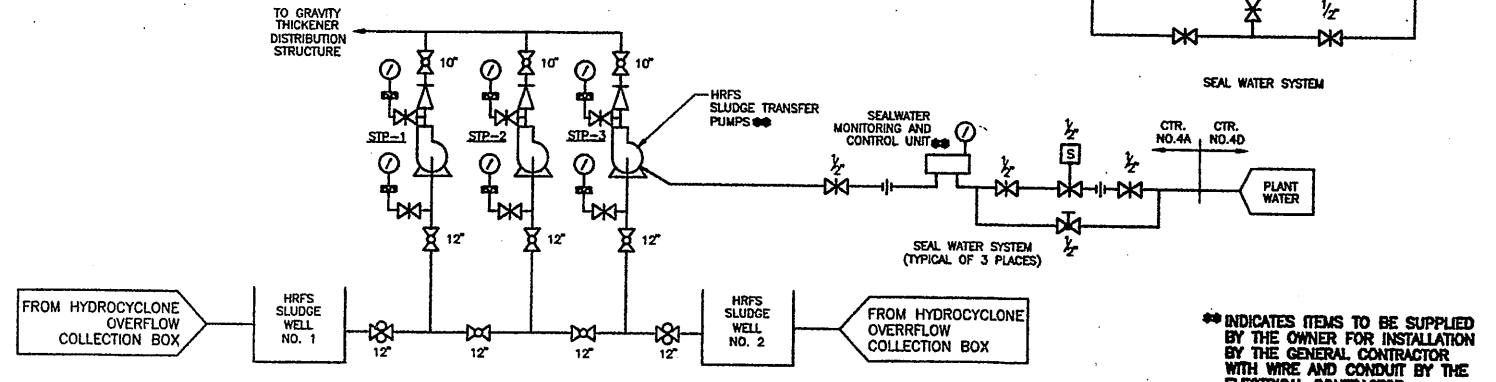 TO GRAVITY
THICKENER
DISTRIBUTION
STRUCTURE
10"
10"
10"
STP-1
STP-2
STP-3
HRFS
SLUDGE TRANSFER
PUMPS **
SEALWATER
MONITORING AND
CONTROL UNIT **
1/2"
SEAL WATER SYSTEM
1/2"
S
CTR.
NO.4A
CTR.
NO.4D
1/2"
1/2"
1/2"
PLANT
WATER
1/2"
SEAL WATER SYSTEM
(TYPICAL OF 3 PLACES)
12"
12"
12"
FROM HYDROCYCLONE
OVERFLOW
COLLECTION BOX
HRFS
SLUDGE
WELL
NO. 1
12"
12"
12"
12"
HRFS
SLUDGE
WELL
NO. 2
FROM HYDROCYCLONE
OVERRFLOW
COLLECTION BOX
** INDICATES ITEMS TO BE SUPPLIED
BY THE OWNER FOR INSTALLATION
BY THE GENERAL CONTRACTOR
WITH WIRE AND CONDUIT BY THE